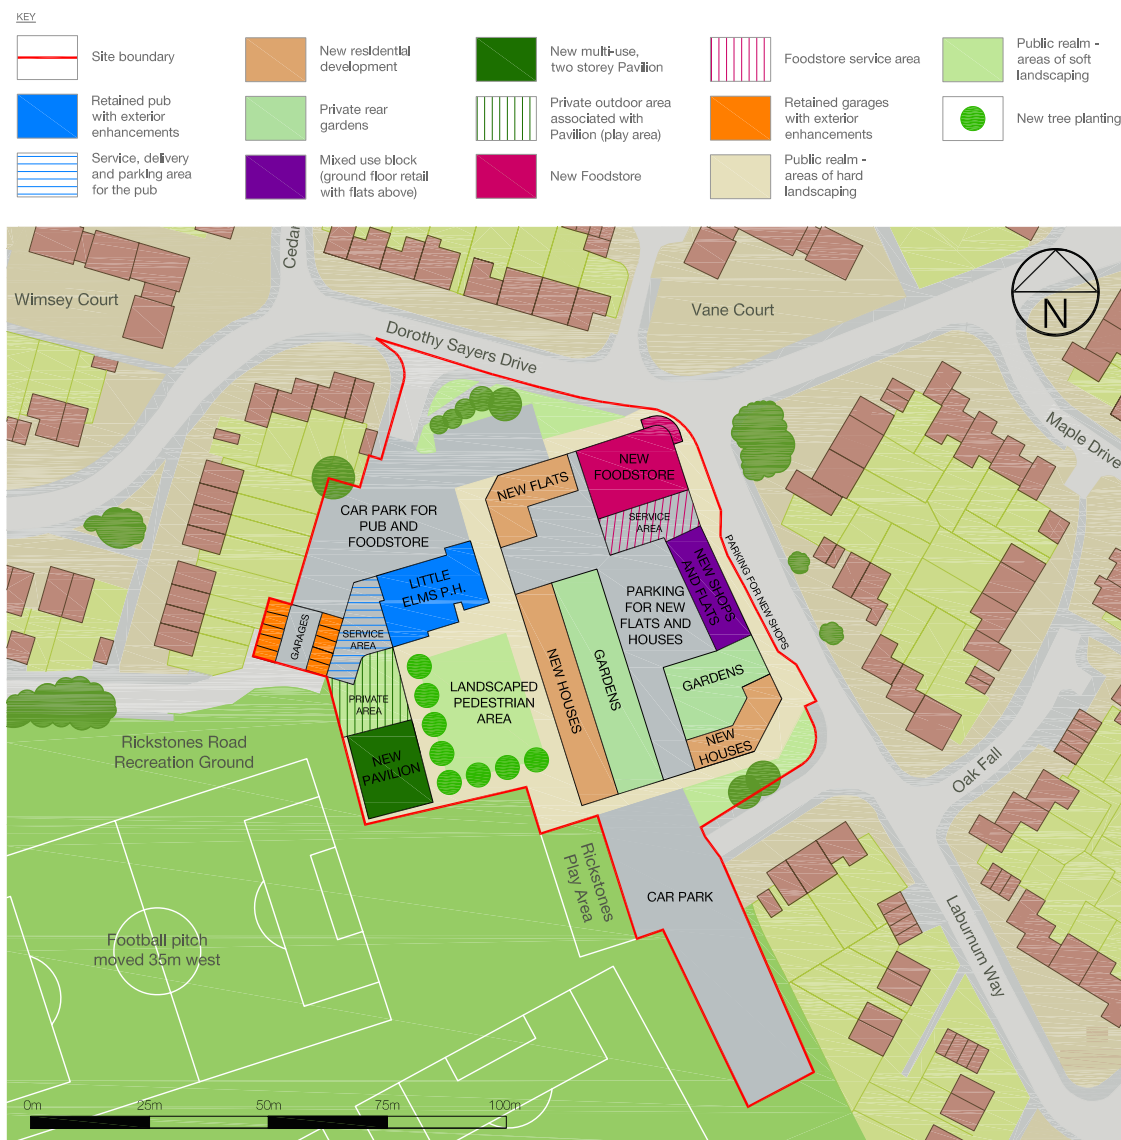 KEY
Site boundary
Retained pub
with exterior
enhancements
Service, delivery
and parking area
for the pub
New residential
development
Private rear
gardens
Mixed use block
(ground floor retail
with flats above)
New multi-use,
two storey Pavilion
Private outdoor area
associated with
Pavilion (play area)
New Foodstore
Foodstore service area
Retained garages
with exterior
enhancements
Public realm -
areas of hard
landscaping
Public realm -
areas of soft
landscaping
New tree planting
Cedar
Wimsey Court
Dorothy Sayers Drive
Vane Court
N
Maple Drive
NEW
FOODSTORE
NEW FLATS
SERVICE
AREA
CAR PARK FOR
PUB AND
FOODSTORE
PARKING FOR NEW SHOPS
NEW SHOPS
AND FLATS
LITTLE
ELMS P.H.
PARKING
FOR NEW
FLATS AND
HOUSES
GARAGES
SERVICE
AREA
GARDENS
NEW HOUSES
GARDENS
LANDSCAPED
PEDESTRIAN
AREA
PRIVATE
AREA
NEW
HOUSES
Rickstones Road
Recreation Ground
NEW
PAVILION
Oak Fall
Rickstones
Play Area
CAR PARK
Football pitch
moved 35m west
Laburnum Way
0m
25m
50m
75m
100m